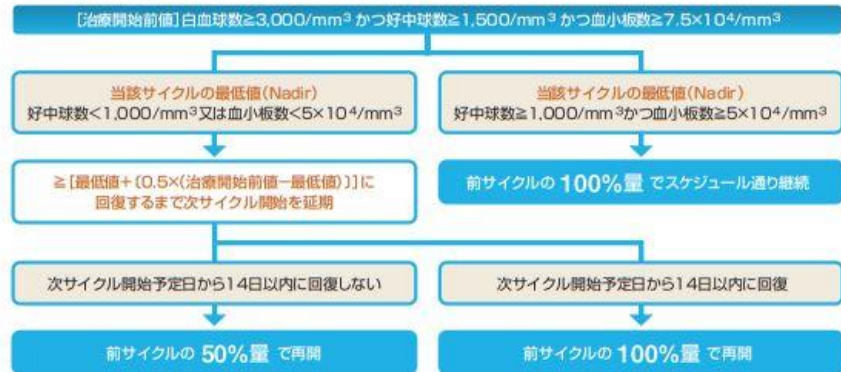 [治療開始前値]白血球数≧3,000/mm³ かつ好中球数≧1,500/mm³ かつ血小板数≧7.5×10⁴/mm³
当該サイクルの最低値(Nadir)
好中球数<1,000/mm³又は血小板数<5×10⁴/mm³
当該サイクルの最低値(Nadir)
好中球数≧1,000/mm³かつ血小板数≧5×10⁴/mm³
≧[最低値+{0.5×(治療開始前値−最低値)}]に
回復するまで次サイクル開始を延期
前サイクルの 100%量 でスケジュール通り継続
次サイクル開始予定日から14日以内に回復しない
次サイクル開始予定日から14日以内に回復
前サイクルの 50%量 で再開
前サイクルの 100%量 で再開